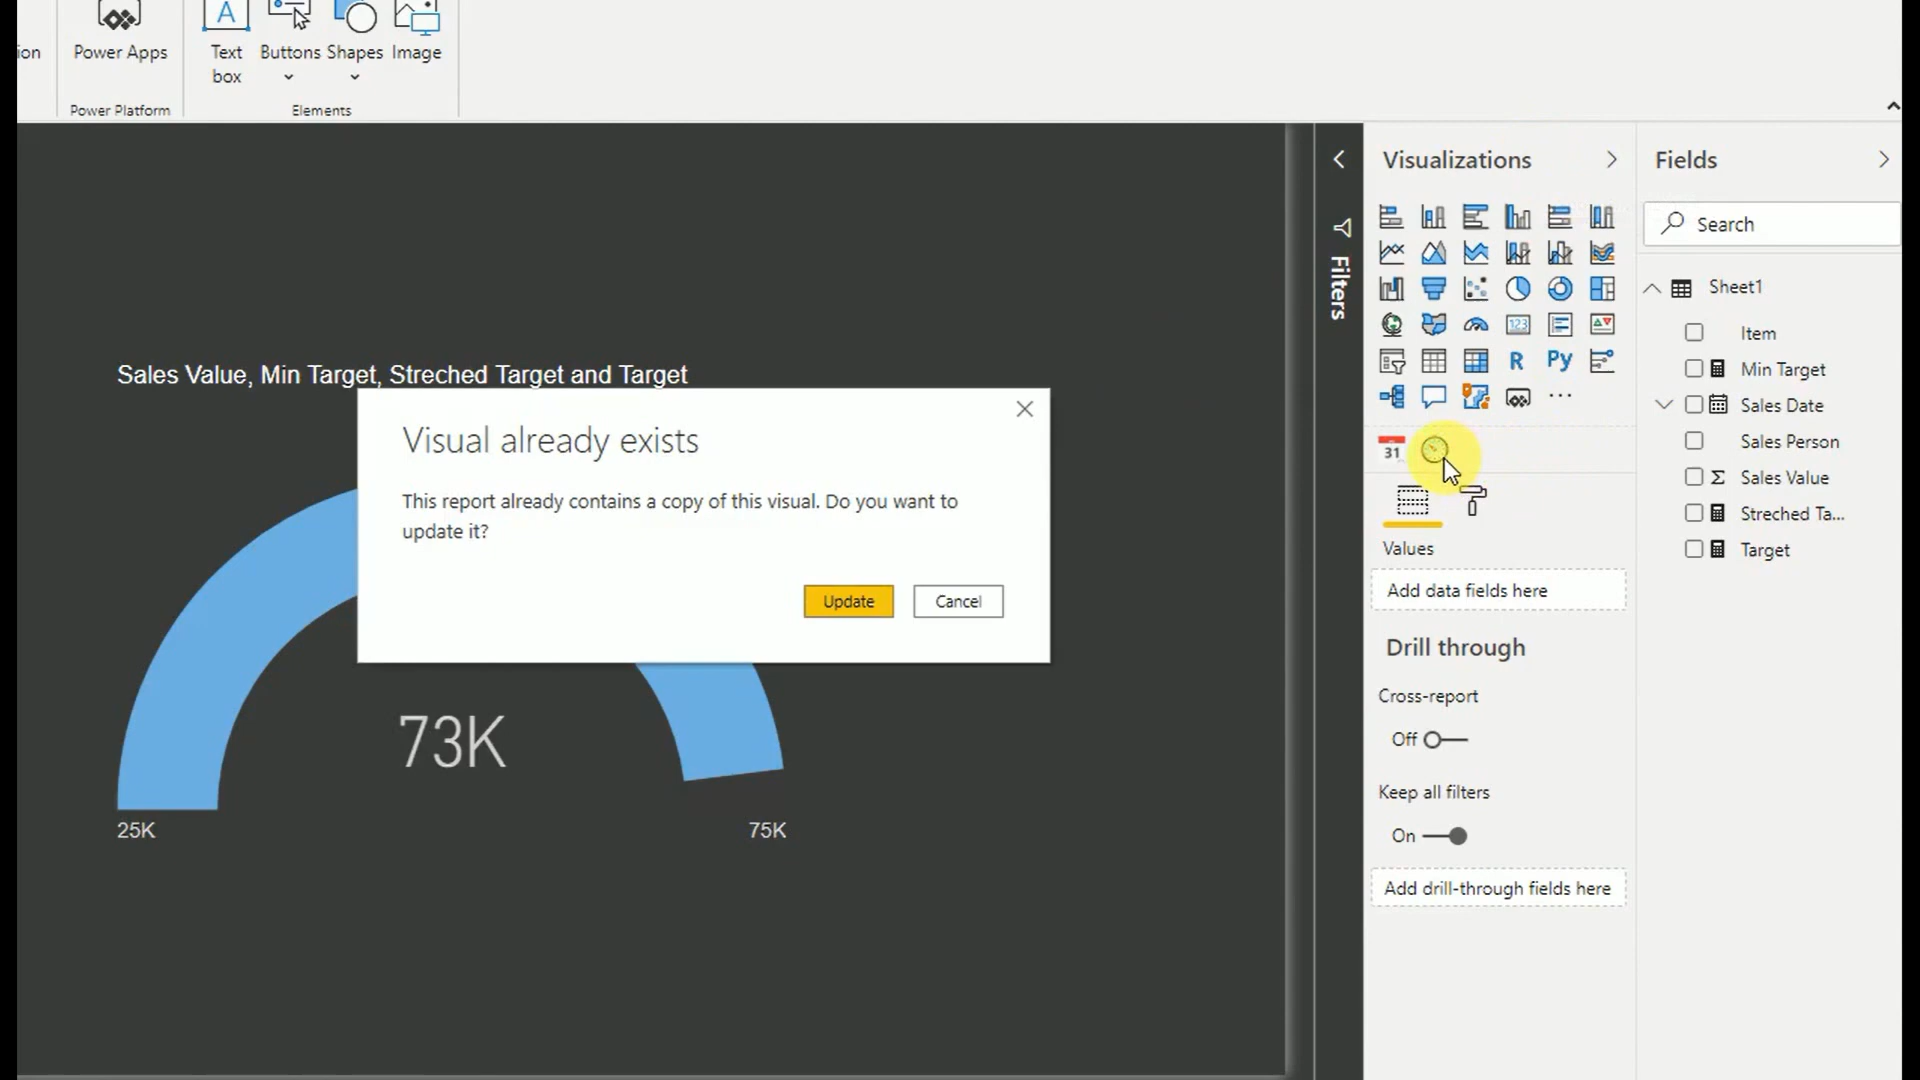 ion
Power Apps
Text
box
Buttons
Shapes
Image
Power Platform
Elements
Sales Value, Min Target, Streched Target and Target
Visual already exists
This report already contains a copy of this visual. Do you want to
update it?
Update
Cancel
73K
25K
75K
Filters
Visualizations
123
R
Py
...
31
Values
Add data fields here
Drill through
Cross-report
Off
Keep all filters
On
Add drill-through fields here
Fields
Search
Sheet1
Item
Min Target
Sales Date
Sales Person
Σ Sales Value
Streched Ta...
Target